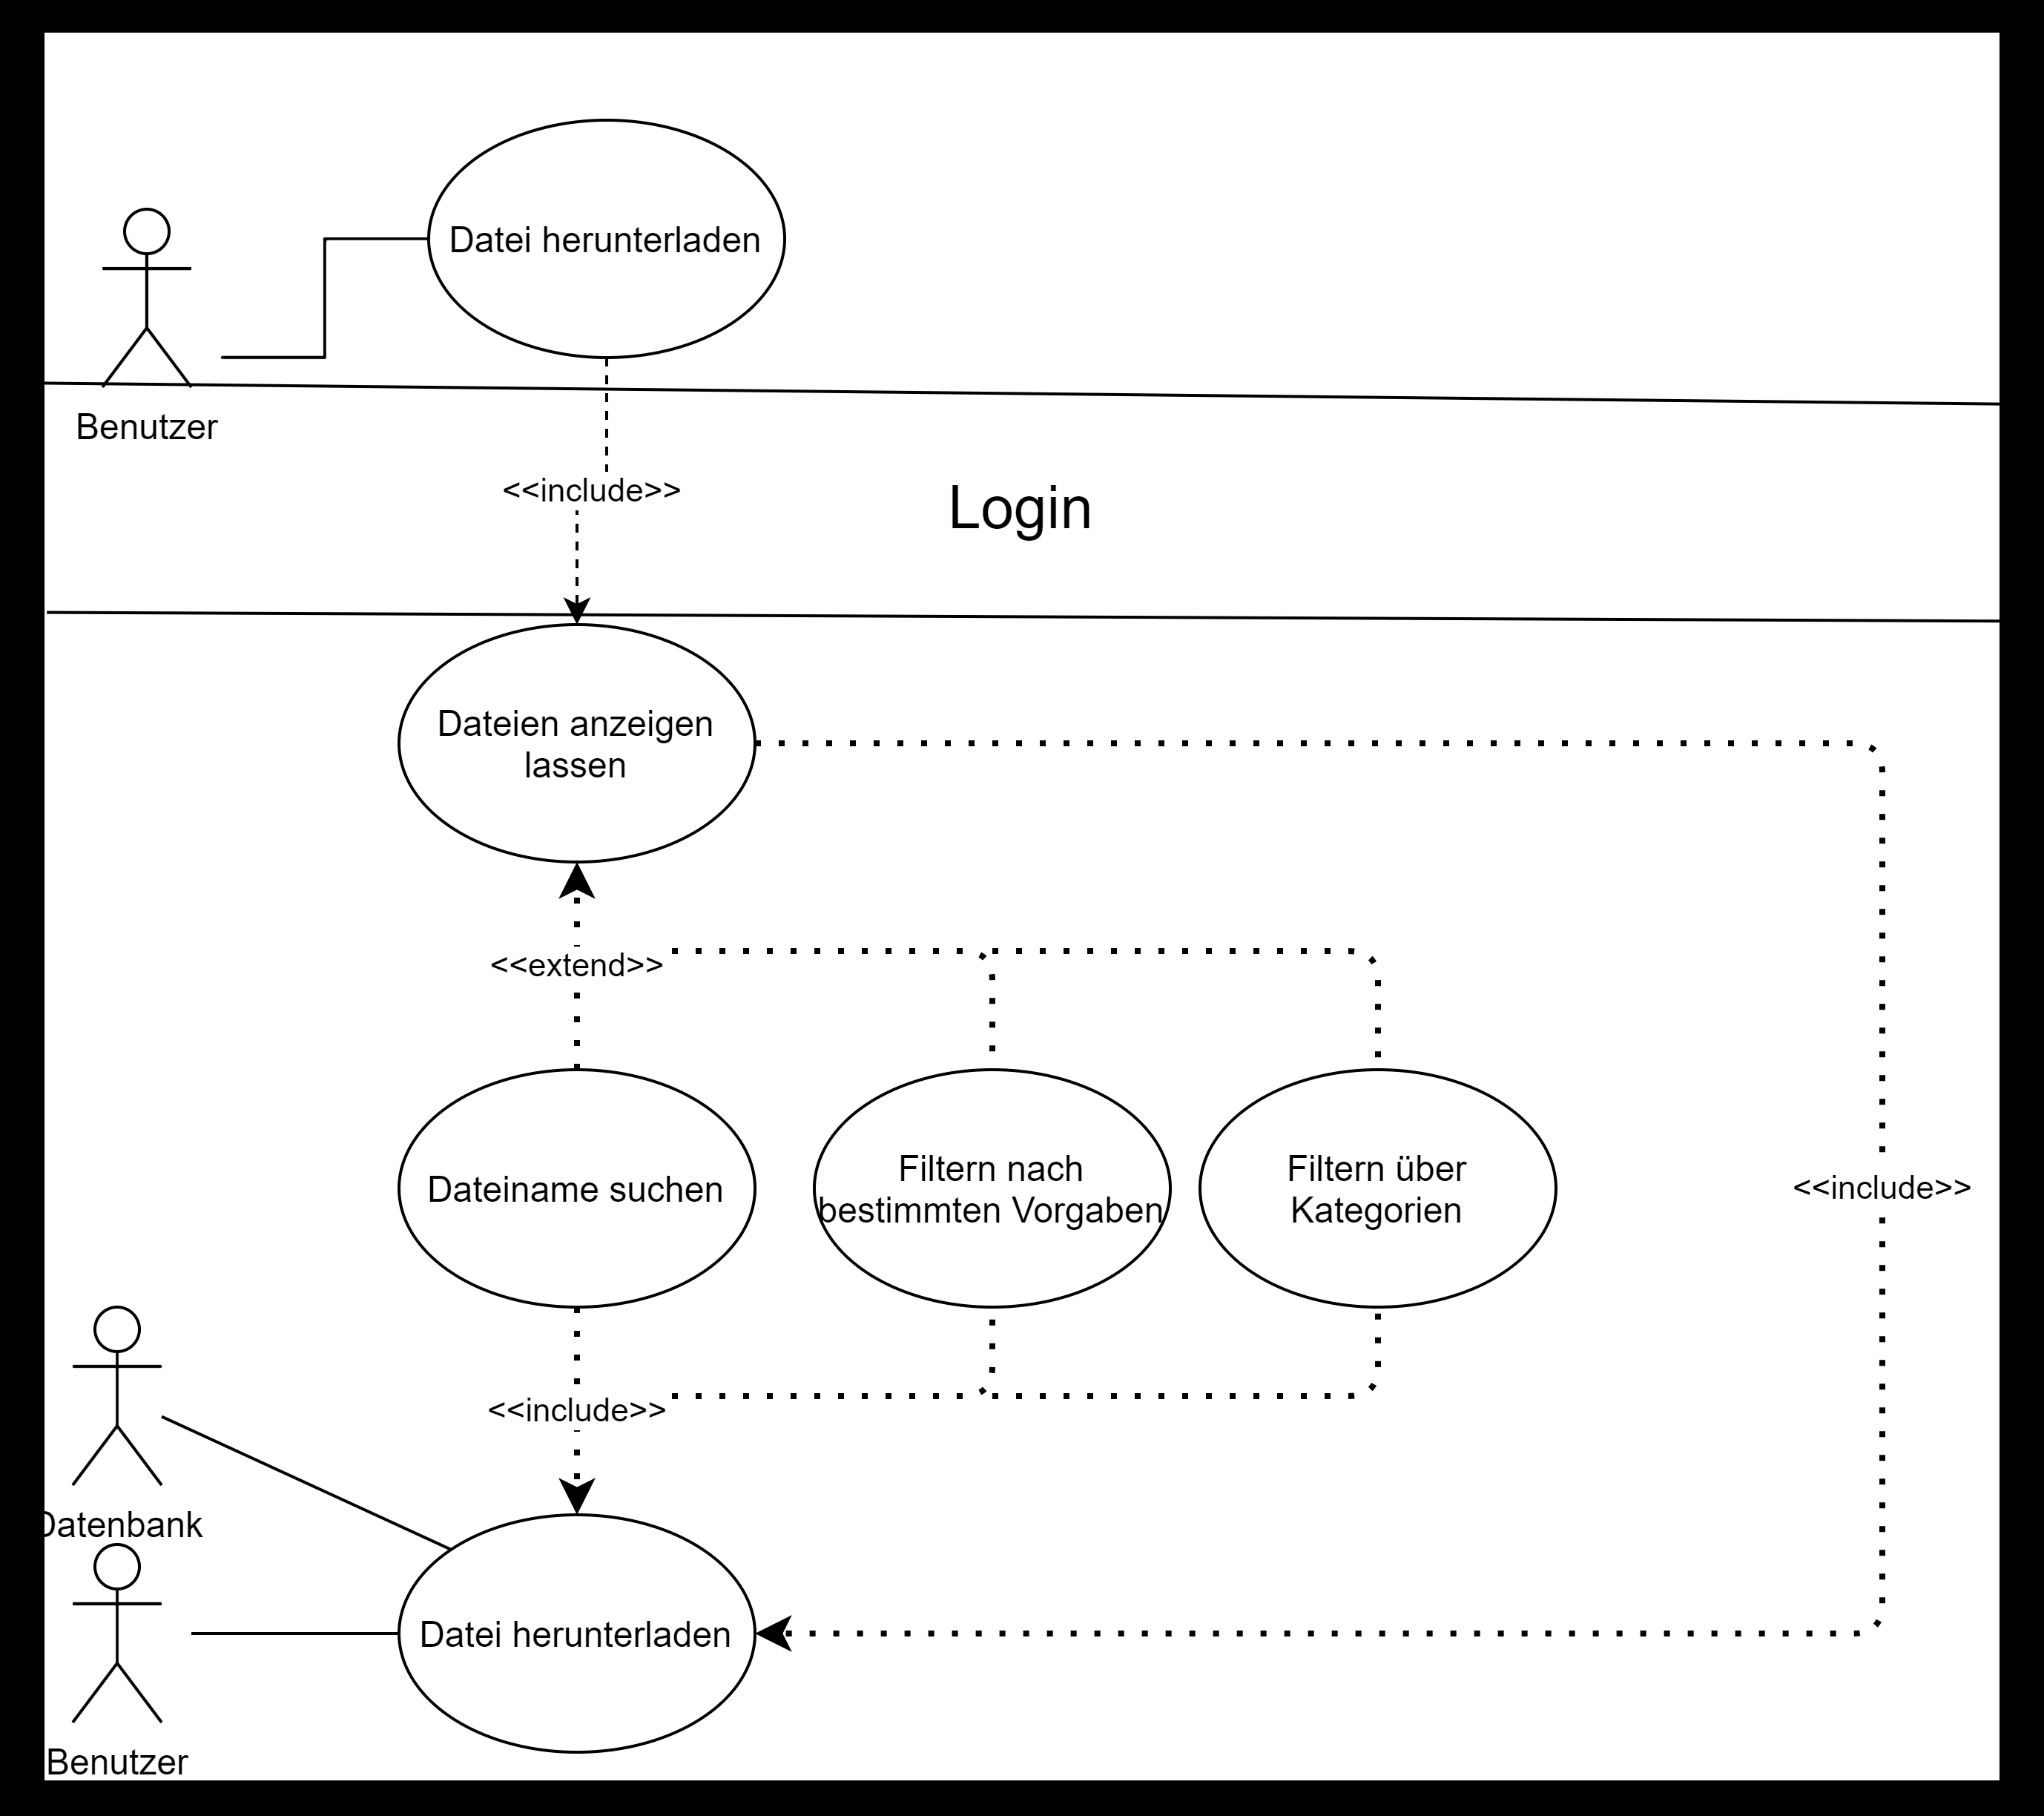 Datei herunterladen
Benutzer
<<include>>
Login
Dateien anzeigen
lassen
<<extend>>
Dateiname suchen
Filtern nach
bestimmten Vorgaben
Filtern über
Kategorien
<<include>>
<<include>>
Datenbank
Datei herunterladen
Benutzer